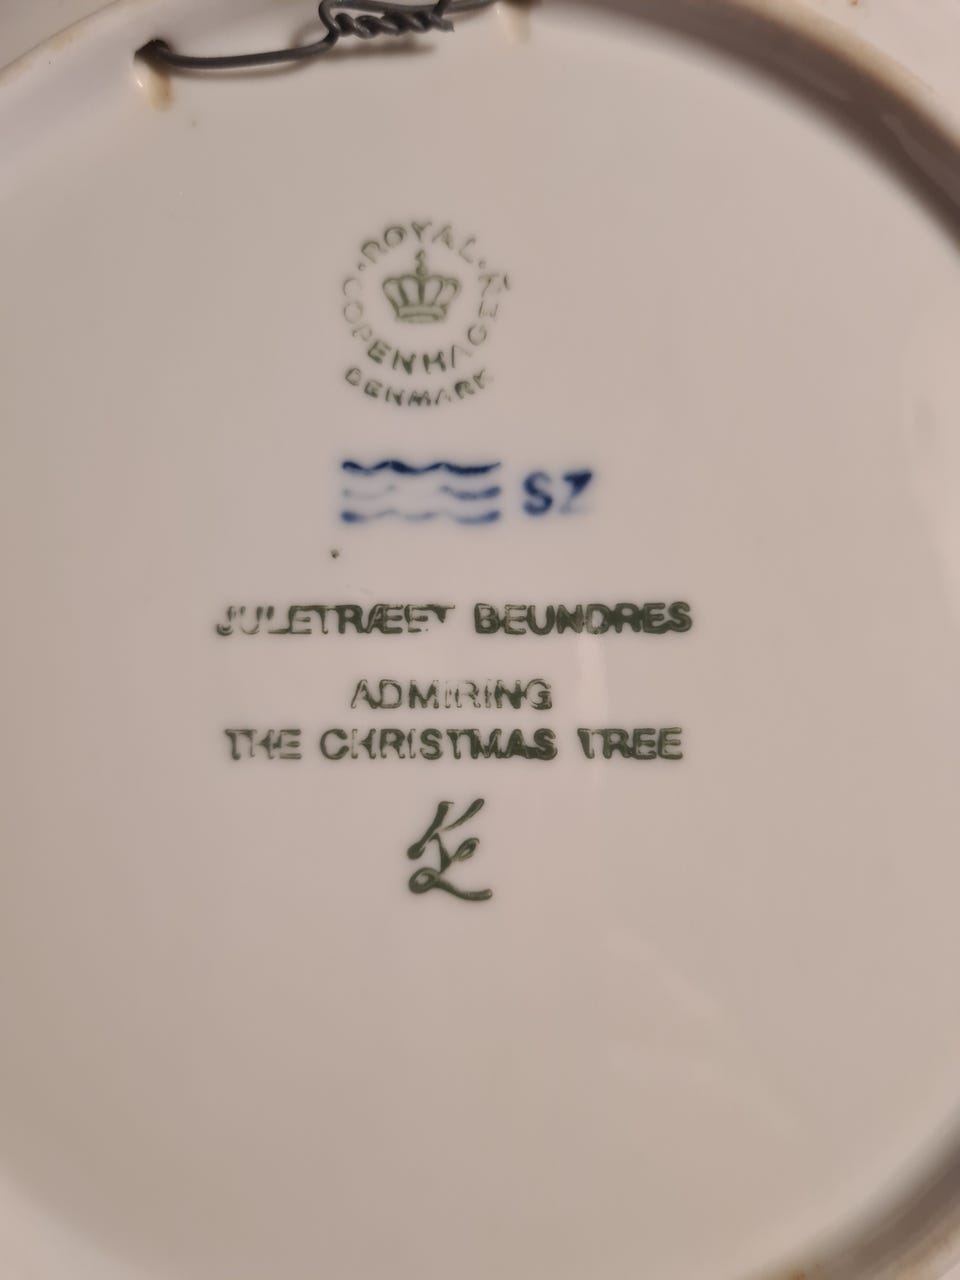 ROYAL
COPENHAGEN
DENMARK
SZ
JULETRÆET BEUNDRES
ADMIRING
THE CHRISTMAS TREE